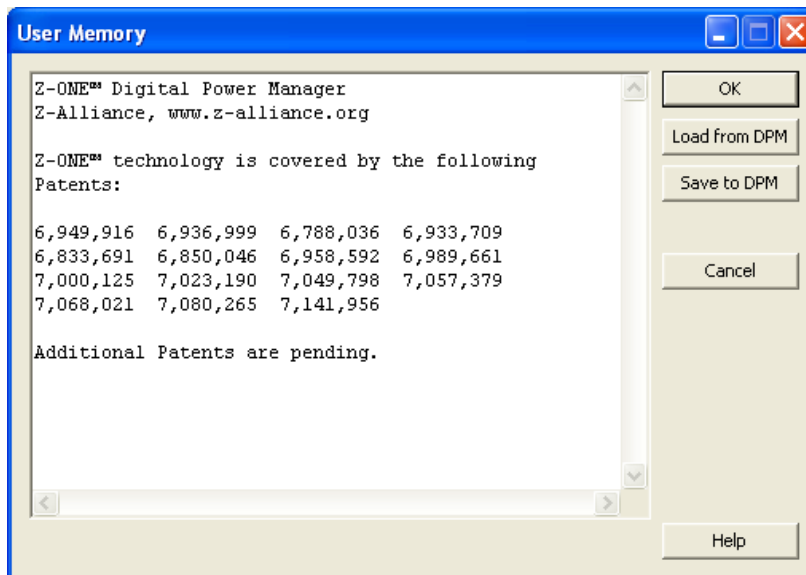 User Memory
Z-ONE™ Digital Power Manager
Z-Alliance, www.z-alliance.org
Z-ONE™ technology is covered by the following
Patents:
6,949,916 6,936,999 6,788,036 6,933,709
6,833,691 6,850,046 6,958,592 6,989,661
7,000,125 7,023,190 7,049,798 7,057,379
7,068,021 7,080,265 7,141,956
Additional Patents are pending.
OK
Load from DPM
Save to DPM
Cancel
Help